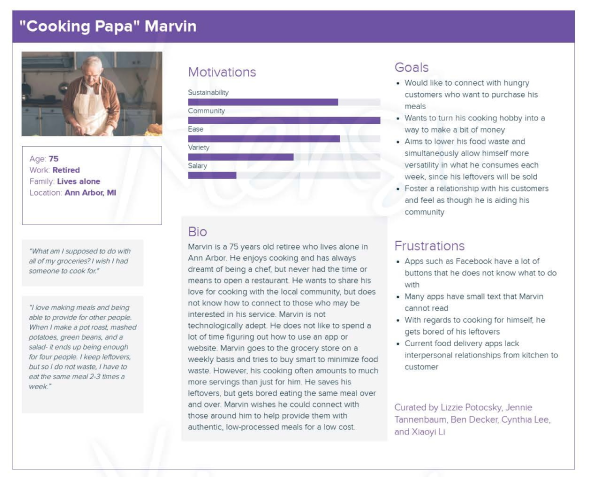 "Cooking Papa" Marvin
Age: 75
Work: Retired
Family: Lives alone
Location: Ann Arbor, MI
"What am I supposed to do with
all of my groceries? I wish I had
someone to cook for."
"I love making meals and being
able to provide for other people.
When I make a pot roast, mashed
potatoes, green beans, and a
salad- it ends up being enough
for four people. I keep leftovers,
but so I do not waste, I have to
eat the same meal 2-3 times a
week."
Motivations
Sustainability
Community
Ease
Variety
Salary
Bio
Marvin is a 75 years old retiree who lives alone in
Ann Arbor. He enjoys cooking and has always
dreamt of being a chef, but never had the time or
means to open a restaurant. He wants to share his
love for cooking with the local community, but does
not know how to connect to those who may be
interested in his service. Marvin is not
technologically adept. He does not like to spend a
lot of time figuring out how to use an app or
website. Marvin goes to the grocery store on a
weekly basis and tries to buy smart to minimize food
waste. However, his cooking often amounts to much
more servings than just for him. He saves his
leftovers, but gets bored eating the same meal over
and over. Marvin wishes he could connect with
those around him to help provide them with
authentic, low-processed meals for a low cost.
Goals
• Would like to connect with hungry
customers who want to purchase his
meals
• Wants to turn his cooking hobby into a
way to make a bit of money
• Aims to lower his food waste and
simultaneously allow himself more
versatility in what he consumes each
week, since his leftovers will be sold
• Foster a relationship with his customers
and feel as though he is aiding his
community
Frustrations
• Apps such as Facebook have a lot of
buttons that he does not know what to do
with
• Many apps have small text that Marvin
cannot read
• With regards to cooking for himself, he
gets bored of his leftovers
• Current food delivery apps lack
interpersonal relationships from kitchen to
customer
Curated by Lizzie Potocsky, Jennie
Tannenbaum, Ben Decker, Cynthia Lee,
and Xiaoyi Li